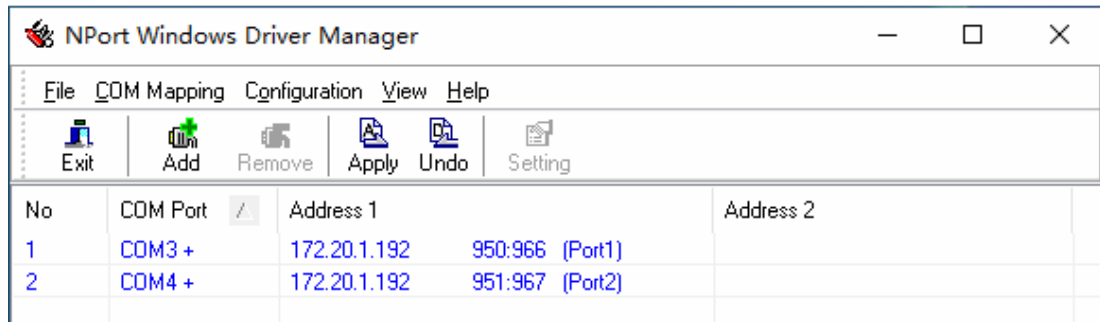 NPort Windows Driver Manager
File COM Mapping Configuration View Help
Exit Add Remove Apply Undo Setting
No COM Port Address 1 Address 2
1 COM3 + 172.20.1.192 950:966 (Port1)
2 COM4 + 172.20.1.192 951:967 (Port2)